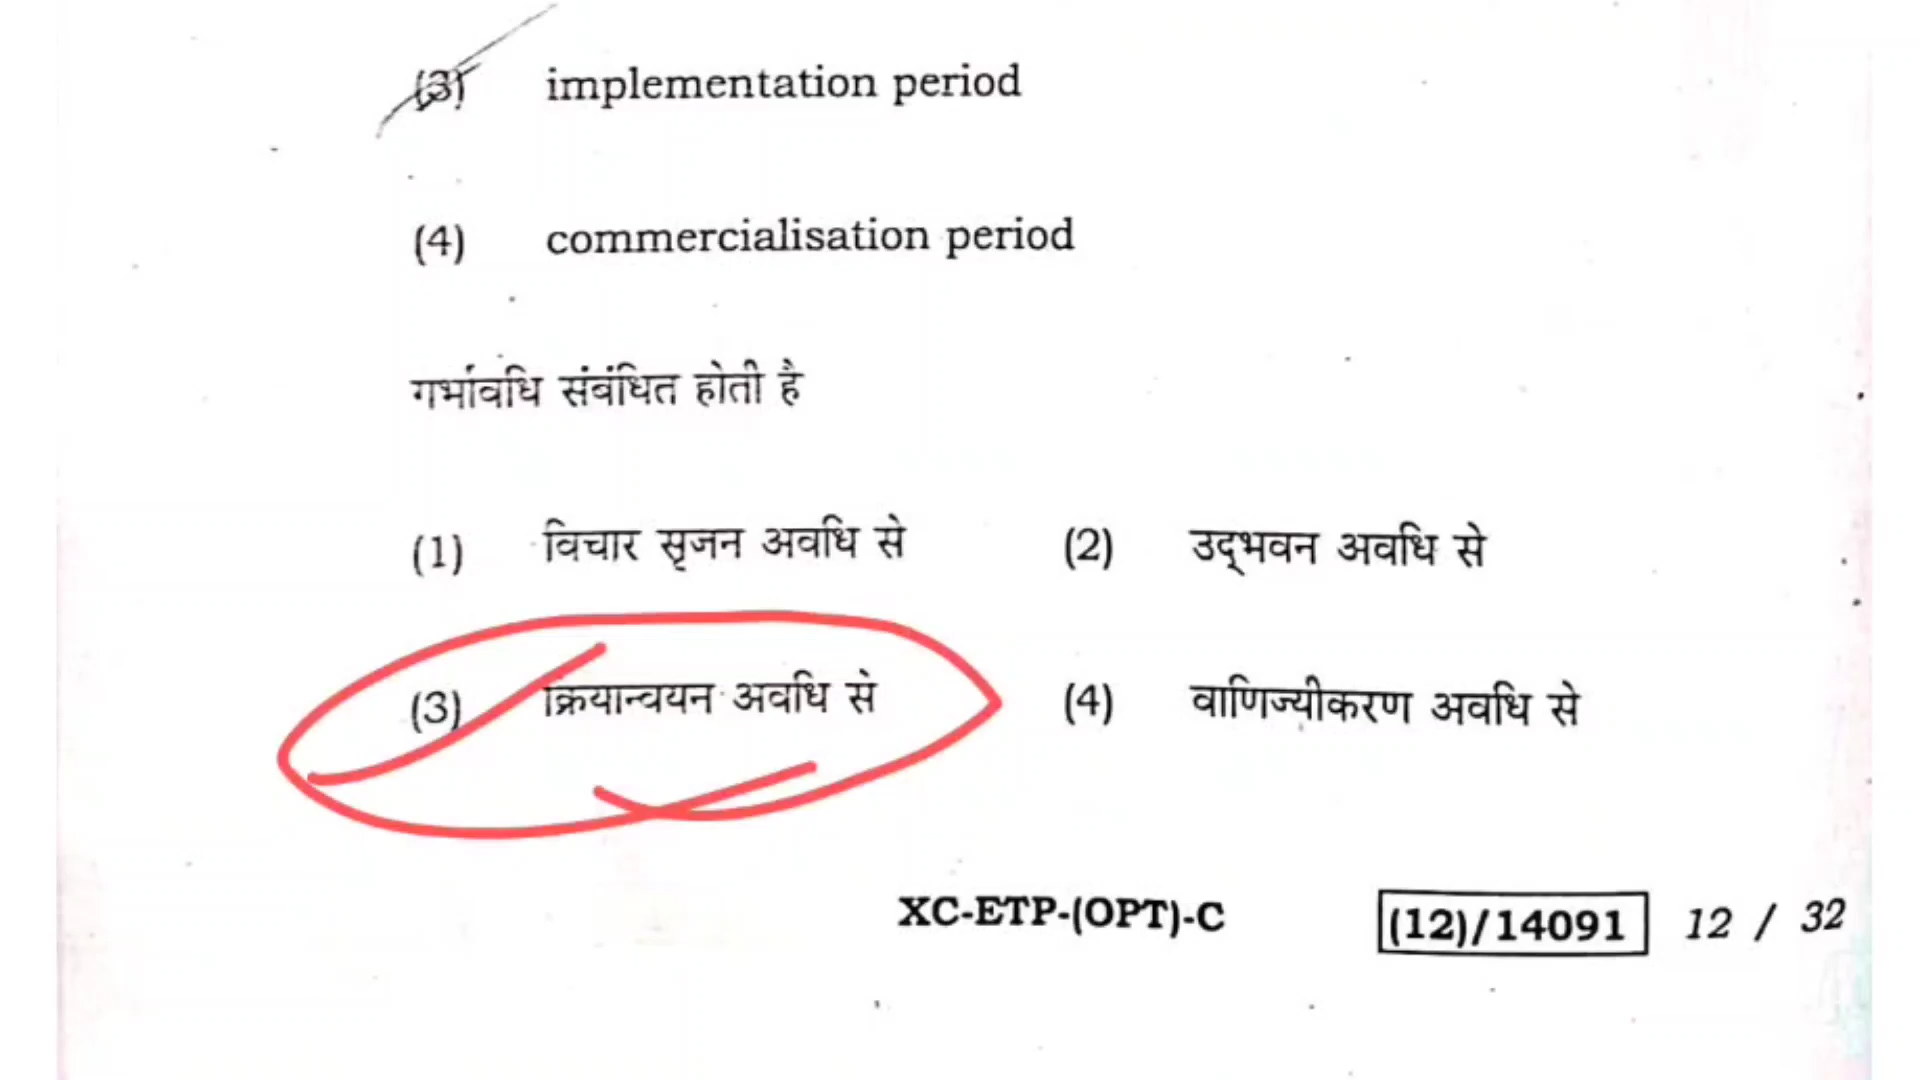 (3) implementation period
(4) commercialisation period
गर्भावधि संबंधित होती है
(1) विचार सृजन अवधि से (2) उद्‌भवन अवधि से
(3) क्रियान्वयन अवधि से (4) वाणिज्यीकरण अवधि से
XC-ETP-(OPT)-C (12)/14091 12 / 32